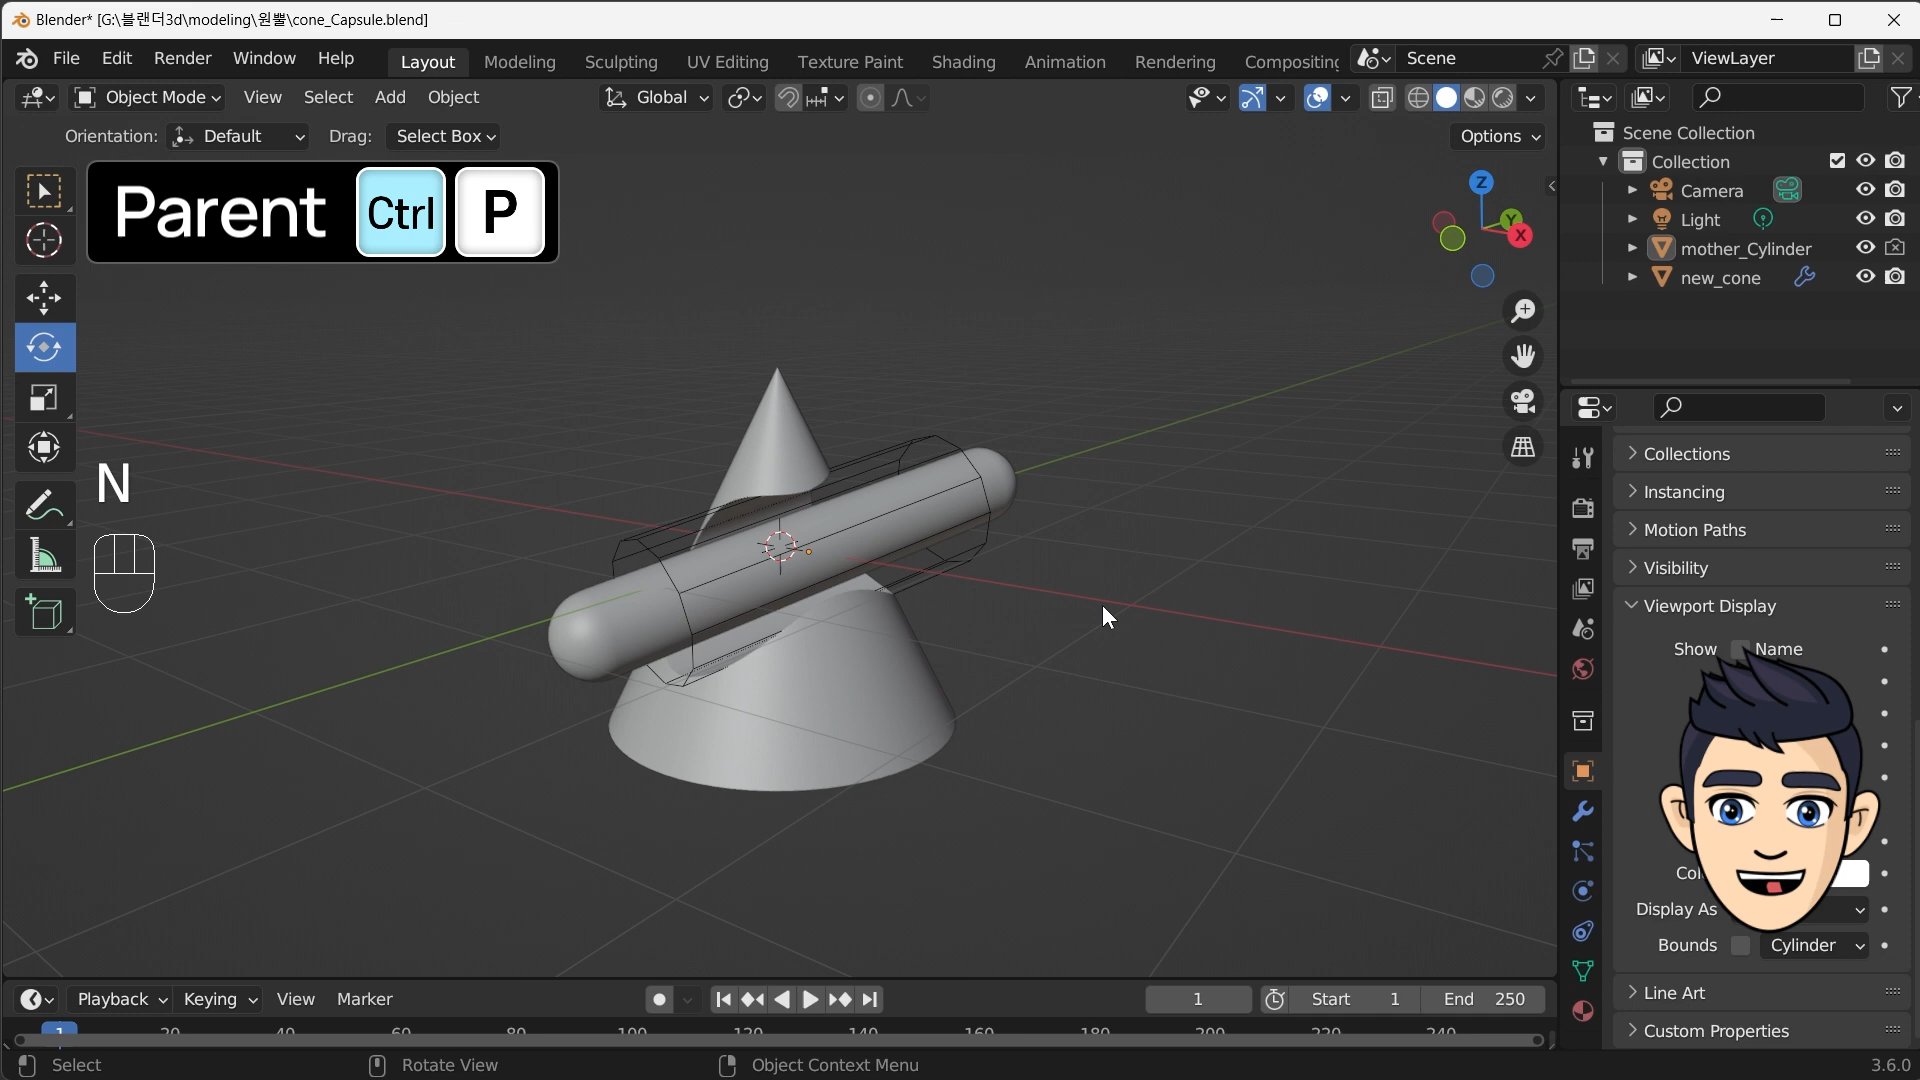 Blender* [G:\블랜더3d\modeling\원뿔\cone_Capsule.blend]
File Edit Render Window Help Layout Modeling Sculpting UV Editing Texture Paint Shading Animation Rendering Compositing Scene ViewLayer
Object Mode View Select Add Object Global
Orientation: Default Drag: Select Box Options
Parent Ctrl P
Z
Y
X
N
Scene Collection
Collection
Camera
Light
mother_Cylinder
new_cone
Collections
Instancing
Motion Paths
Visibility
Viewport Display
Show Name
Display As
Bounds Cylinder
Line Art
Custom Properties
Playback Keying View Marker 1 Start 1 End 250
1 20 40 60 80 100 120 140 160 180 200 220 240
Select Rotate View Object Context Menu 3.6.0